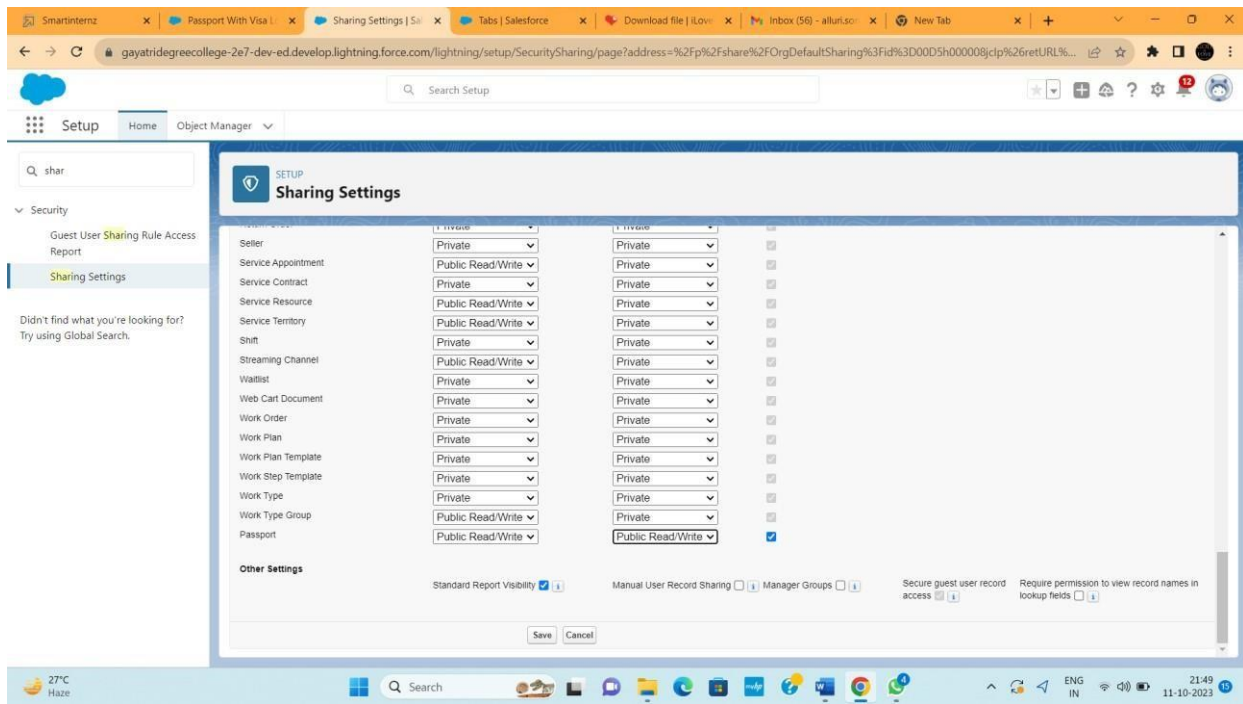 Smartinternz
Passport With Visa L
Sharing Settings | Sal
Tabs | Salesforce
Download file | iLove
Inbox (56) - alluri.sor
New Tab
gayatridegreecollege-2e7-dev-ed.develop.lightning.force.com/lightning/setup/SecuritySharing/page?address=%2Fp%2Fshare%2FOrgDefaultSharing%3Fid%3D00D5h000008jclp%26retURL%...
Search Setup
12
Setup Home Object Manager
shar
SETUP
Sharing Settings
Security
Guest User Sharing Rule Access
Report
Sharing Settings
Didn't find what you're looking for?
Try using Global Search.
Private Private
Seller Private Private
Service Appointment Public Read/Write Private
Service Contract Private Private
Service Resource Public Read/Write Private
Service Territory Public Read/Write Private
Shift Private Private
Streaming Channel Public Read/Write Private
Waitlist Private Private
Web Cart Document Private Private
Work Order Private Private
Work Plan Private Private
Work Plan Template Private Private
Work Step Template Private Private
Work Type Private Private
Work Type Group Public Read/Write Private
Passport Public Read/Write Public Read/Write
Other Settings
Standard Report Visibility i Manual User Record Sharing i Manager Groups i
Secure guest user record
access i
Require permission to view record names in
lookup fields i
Save Cancel
27°C
Haze
Search
ENG
IN
21:49
11-10-2023
15